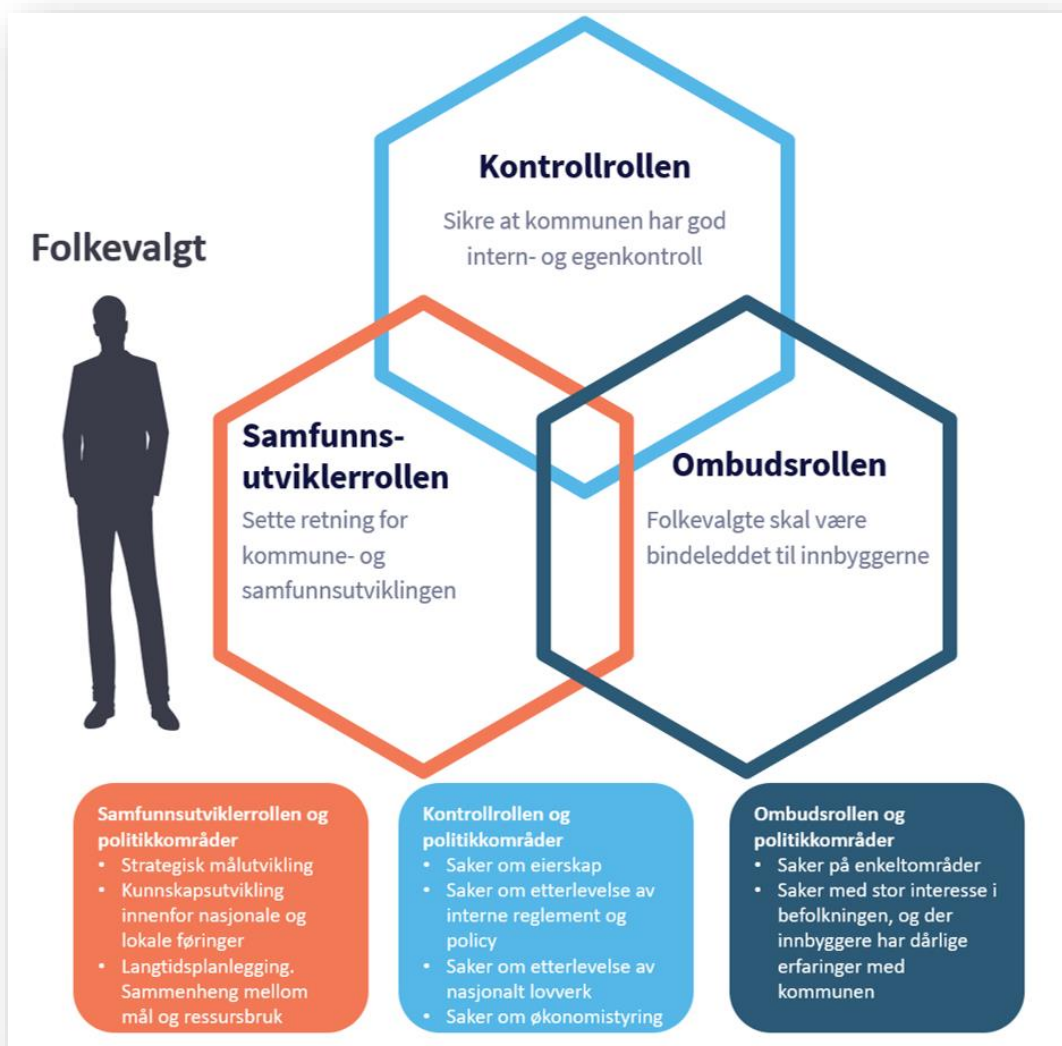 Kontrollrollen
Sikre at kommunen har god
intern- og egenkontroll
Folkevalgt
Samfunns-
utviklerrollen
Sette retning for
kommune- og
samfunnsutviklingen
Ombudsrollen
Folkevalgte skal være
bindeleddet til innbyggerne
Samfunnsutviklerrollen og
politikkområder
• Strategisk målutvikling
• Kunnskapsutvikling
innenfor nasjonale og
lokale føringer
• Langtidsplanlegging.
Sammenheng mellom
mål og ressursbruk
Kontrollrollen og
politikkområder
• Saker om eierskap
• Saker om etterlevelse av
interne reglement og
policy
• Saker om etterlevelse av
nasjonalt lovverk
• Saker om økonomistyring
Ombudsrollen og
politikkområder
• Saker på enkeltområder
• Saker med stor interesse i
befolkningen, og der
innbyggere har dårlige
erfaringer med
kommunen